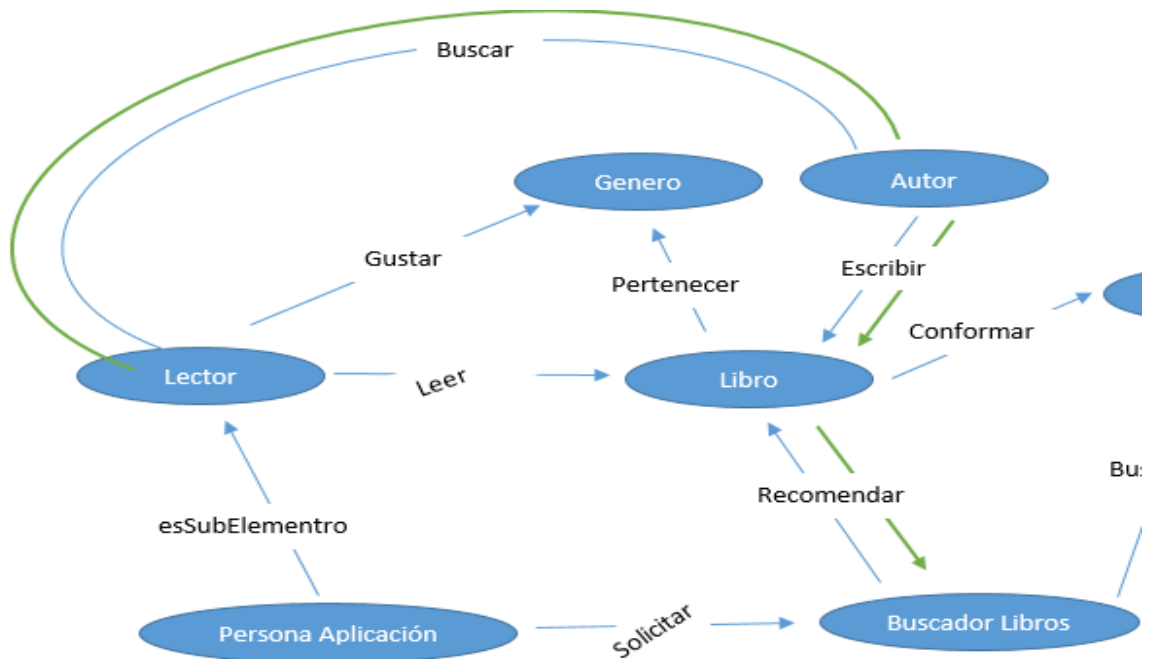 Buscar
Genero
Autor
Gustar
Escribir
Pertenecer
Conformar
Lector
Leer
Libro
Recomendar
esSubElementro
Persona Aplicación
Solicitar
Buscador Libros